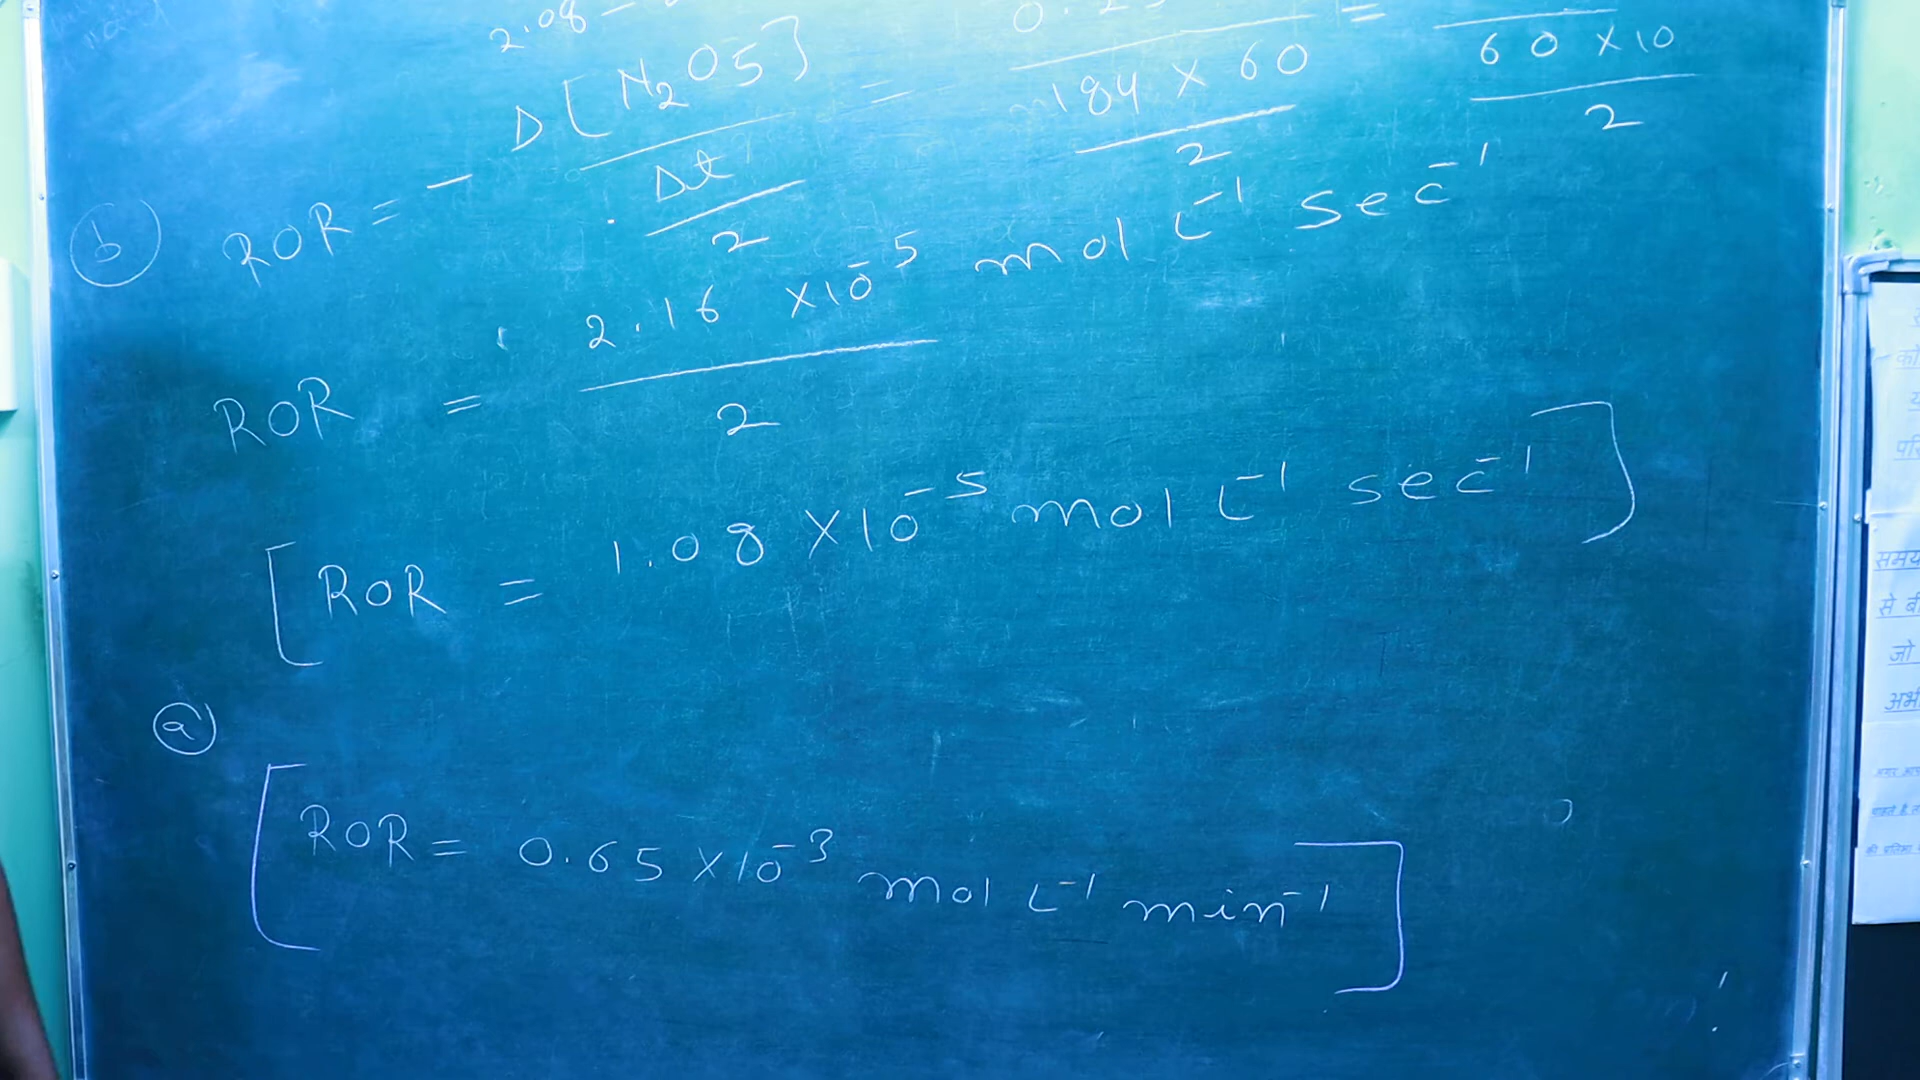 2.08 -
Δ[N₂O5] = 184 × 60 = 60 × 10
(b) ROR = - Δt/2 2 2
ROR = 2.16 × 10⁻⁵ mol L⁻¹ sec⁻¹
2
[ROR = 1.08 × 10⁻⁵ mol L⁻¹ sec⁻¹]
(a)
[ROR = 0.65 × 10⁻³ mol L⁻¹ min⁻¹]
समय
जो